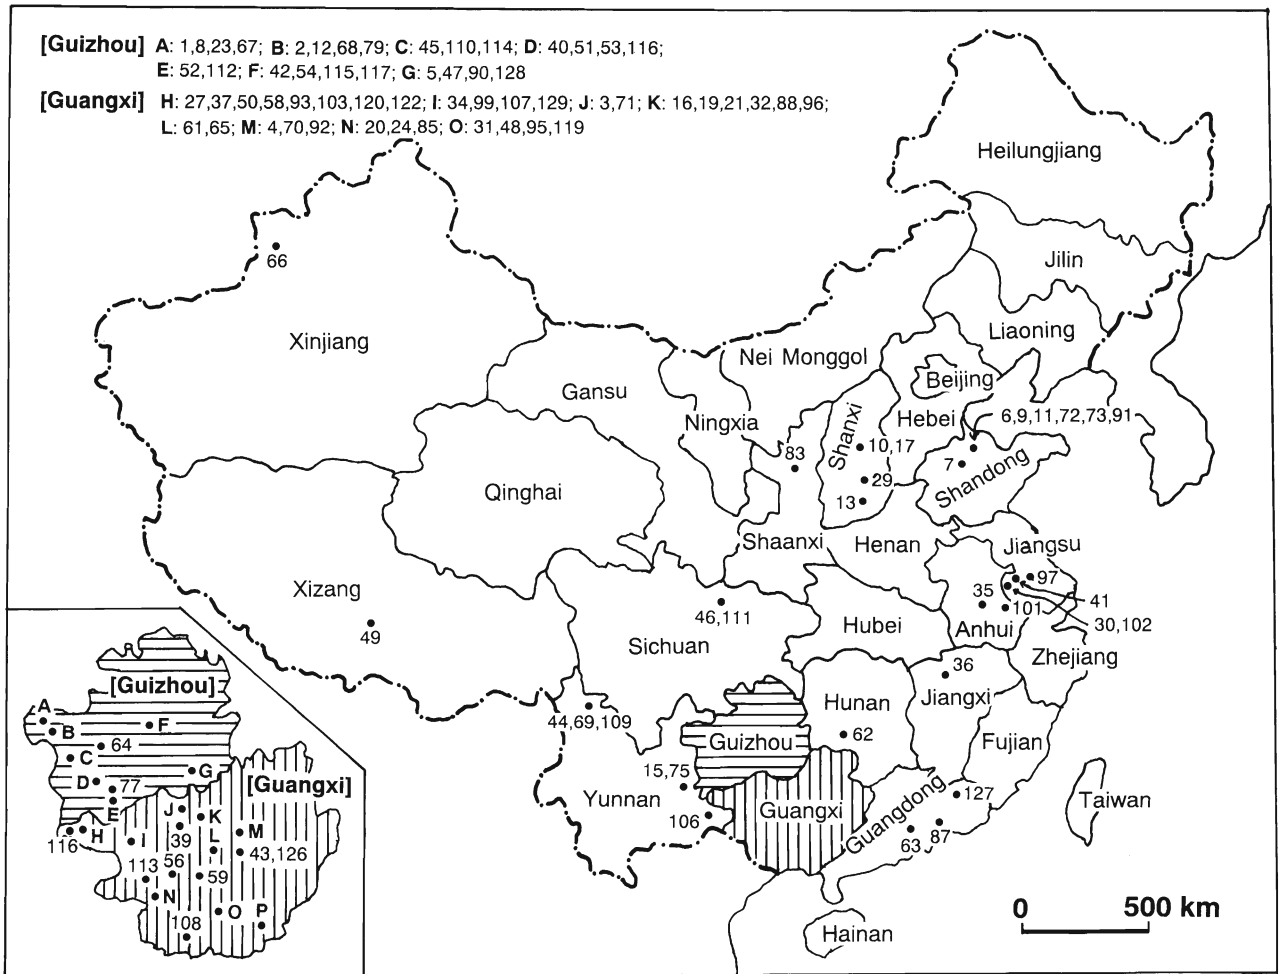 [Guizhou] A: 1,8,23,67; B: 2,12,68,79; C: 45,110,114; D: 40,51,53,116;
E: 52,112; F: 42,54,115,117; G: 5,47,90,128
[Guangxi] H: 27,37,50,58,93,103,120,122; I: 34,99,107,129; J: 3,71; K: 16,19,21,32,88,96;
L: 61,65; M: 4,70,92; N: 20,24,85; O: 31,48,95,119
Heilungjiang
66
Jilin
Xinjiang
Liaoning
Nei Monggol
Beijing
Gansu
Ningxia
Shanxi
Hebei
6,9,11,72,73,91
10,17
83
7
Shandong
29
13
Qinghai
Shaanxi
Henan
Jiangsu
97
Xizang
35
41
101
46,111
30,102
49
Hubei
Anhui
Sichuan
Zhejiang
36
Jiangxi
[Guizhou]
Hunan
44,69,109
A
B
F
62
Guizhou
Fujian
64
C
G
15,75
[Guangxi]
D
77
127
Yunnan
Guangxi
Guangdong
Taiwan
E
J
K
106
H
I
39
L
M
116
63
87
43,126
113
56
59
N
O
P
108
0
500 km
Hainan